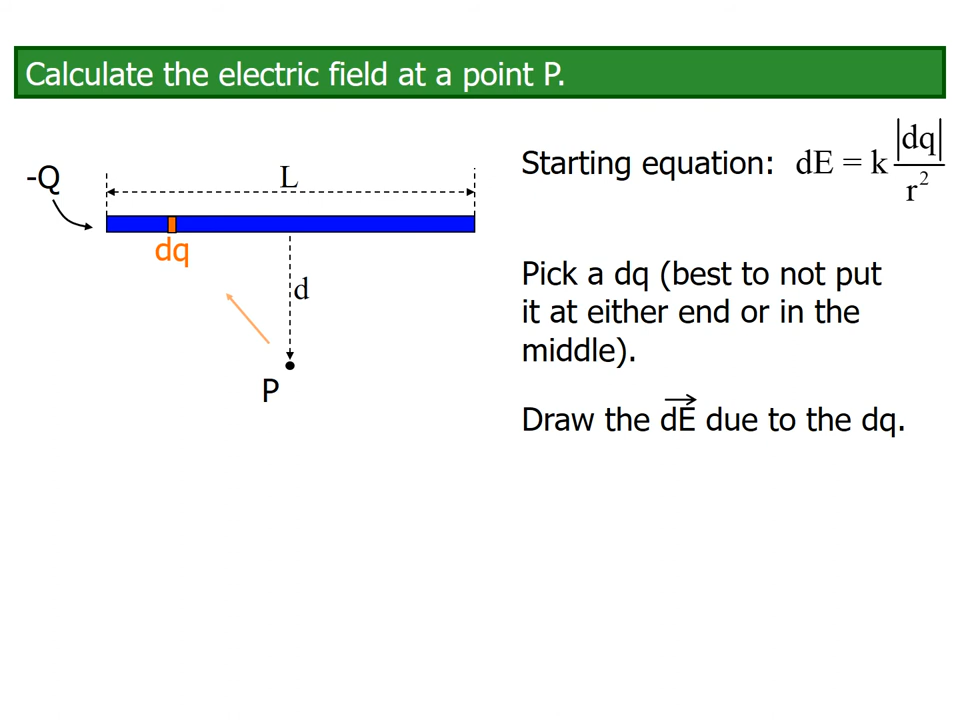 Calculate the electric field at a point P.
Starting equation: dE = k |dq| / r²
-Q
L
dq
d
P
Pick a dq (best to not put
it at either end or in the
middle).
Draw the dE⃗ due to the dq.